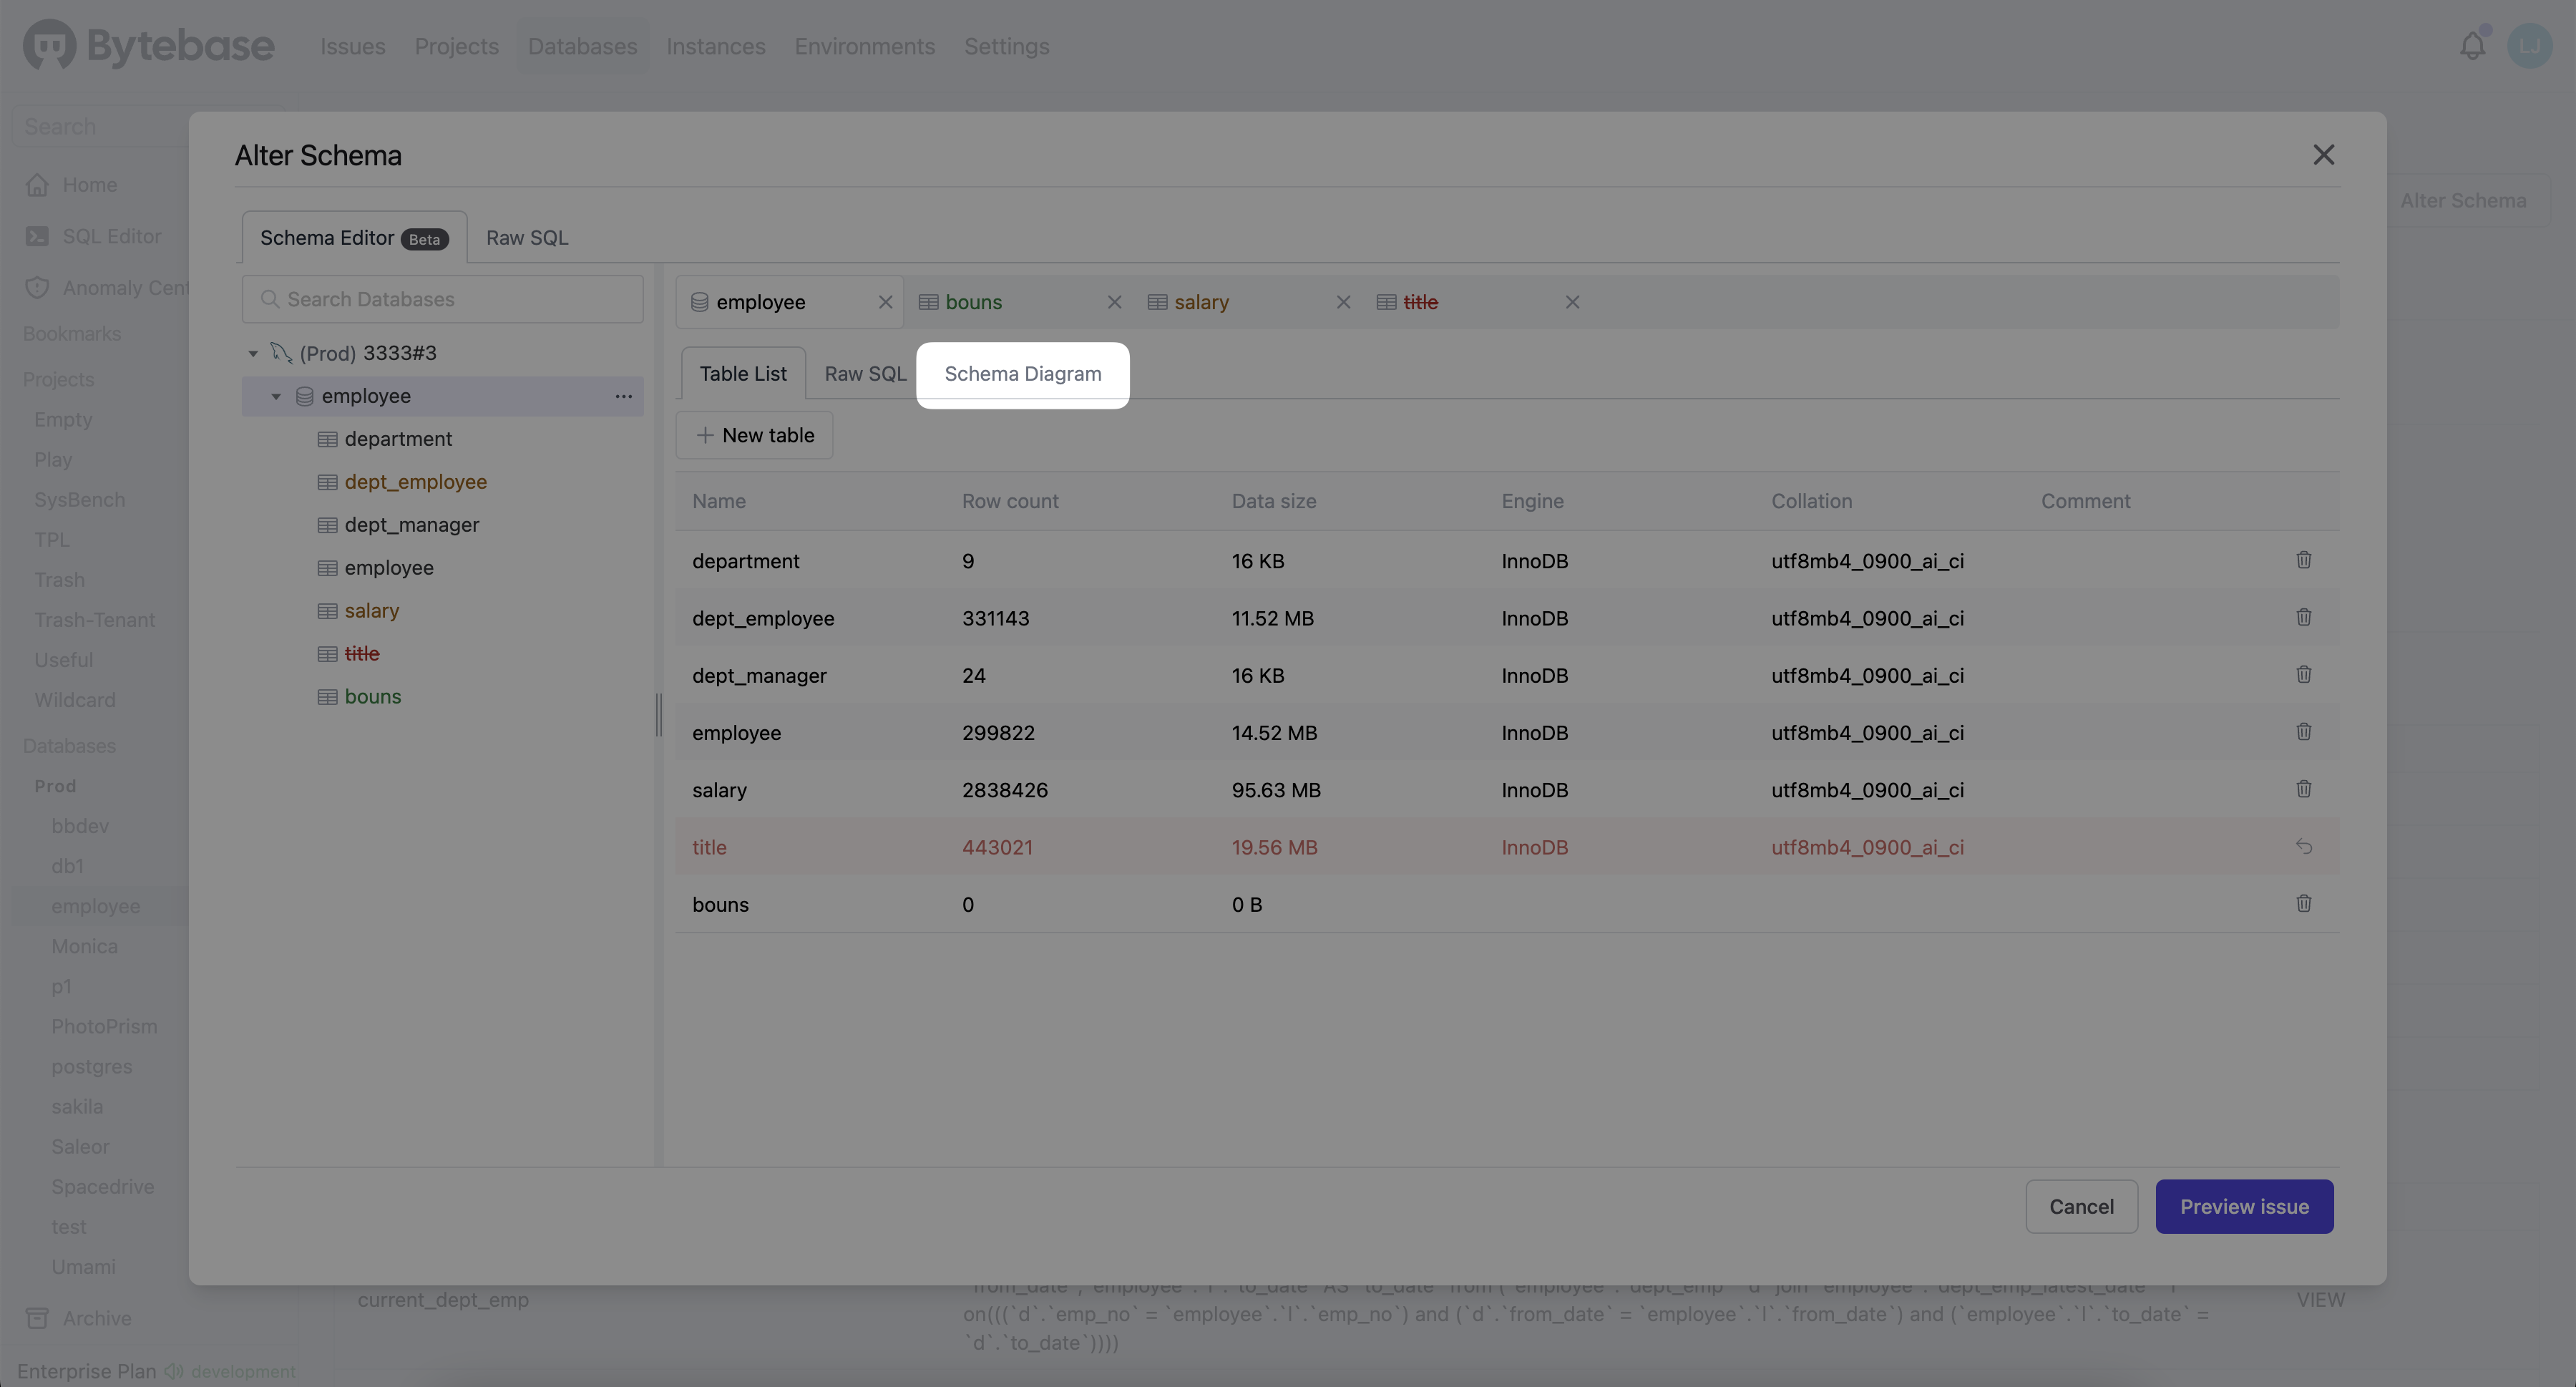 Bytebase
Issues
Projects
Databases
Instances
Environments
Settings
LJ
Search
Home
SQL Editor
Anomaly Cent
Bookmarks
Projects
Empty
Play
SysBench
TPL
Trash
Trash-Tenant
Useful
Wildcard
Databases
Prod
bbdev
db1
employee
Monica
p1
PhotoPrism
postgres
sakila
Saleor
Spacedrive
test
Umami
Archive
Enterprise Plan development
Alter Schema
Alter Schema
Schema Editor Beta
Raw SQL
Search Databases
(Prod) 3333#3
employee
department
dept_employee
dept_manager
employee
salary
title
bouns
employee
bouns
salary
title
Table List
Raw SQL
Schema Diagram
New table
Name Row count Data size Engine Collation Comment
department 9 16 KB InnoDB utf8mb4_0900_ai_ci
dept_employee 331143 11.52 MB InnoDB utf8mb4_0900_ai_ci
dept_manager 24 16 KB InnoDB utf8mb4_0900_ai_ci
employee 299822 14.52 MB InnoDB utf8mb4_0900_ai_ci
salary 2838426 95.63 MB InnoDB utf8mb4_0900_ai_ci
title 443021 19.56 MB InnoDB utf8mb4_0900_ai_ci
bouns 0 0 B
Cancel
Preview issue
current_dept_emp
on(((`d`.`emp_no` = `employee`.`l`.`emp_no`) and (`d`.`from_date` = `employee`.`l`.`from_date`) and (`employee`.`l`.`to_date` =
`d`.`to_date`))))
VIEW